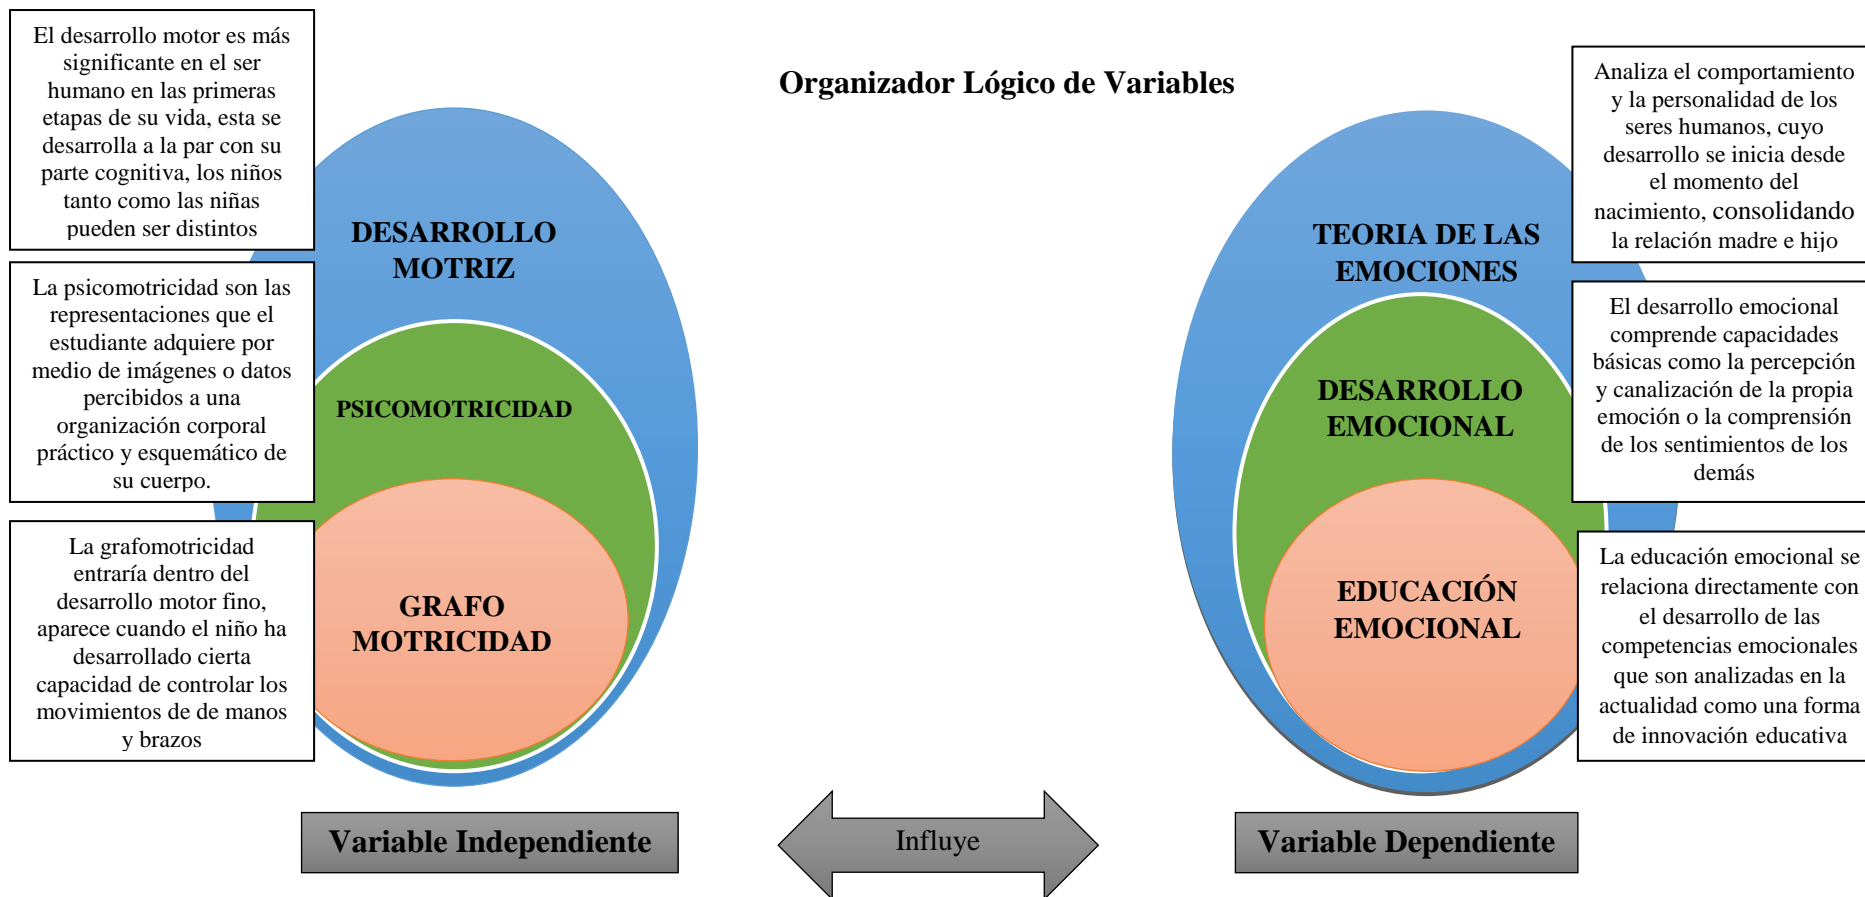 Organizador Lógico de Variables
El desarrollo motor es más
significante en el ser
humano en las primeras
etapas de su vida, esta se
desarrolla a la par con su
parte cognitiva, los niños
tanto como las niñas
pueden ser distintos
La psicomotricidad son las
representaciones que el
estudiante adquiere por
medio de imágenes o datos
percibidos a una
organización corporal
práctico y esquemático de
su cuerpo.
La grafomotricidad
entraría dentro del
desarrollo motor fino,
aparece cuando el niño ha
desarrollado cierta
capacidad de controlar los
movimientos de de manos
y brazos
DESARROLLO
MOTRIZ
PSICOMOTRICIDAD
GRAFO
MOTRICIDAD
Variable Independiente
Influye
TEORIA DE LAS
EMOCIONES
DESARROLLO
EMOCIONAL
EDUCACIÓN
EMOCIONAL
Variable Dependiente
Analiza el comportamiento
y la personalidad de los
seres humanos, cuyo
desarrollo se inicia desde
el momento del
nacimiento, consolidando
la relación madre e hijo
El desarrollo emocional
comprende capacidades
básicas como la percepción
y canalización de la propia
emoción o la comprensión
de los sentimientos de los
demás
La educación emocional se
relaciona directamente con
el desarrollo de las
competencias emocionales
que son analizadas en la
actualidad como una forma
de innovación educativa